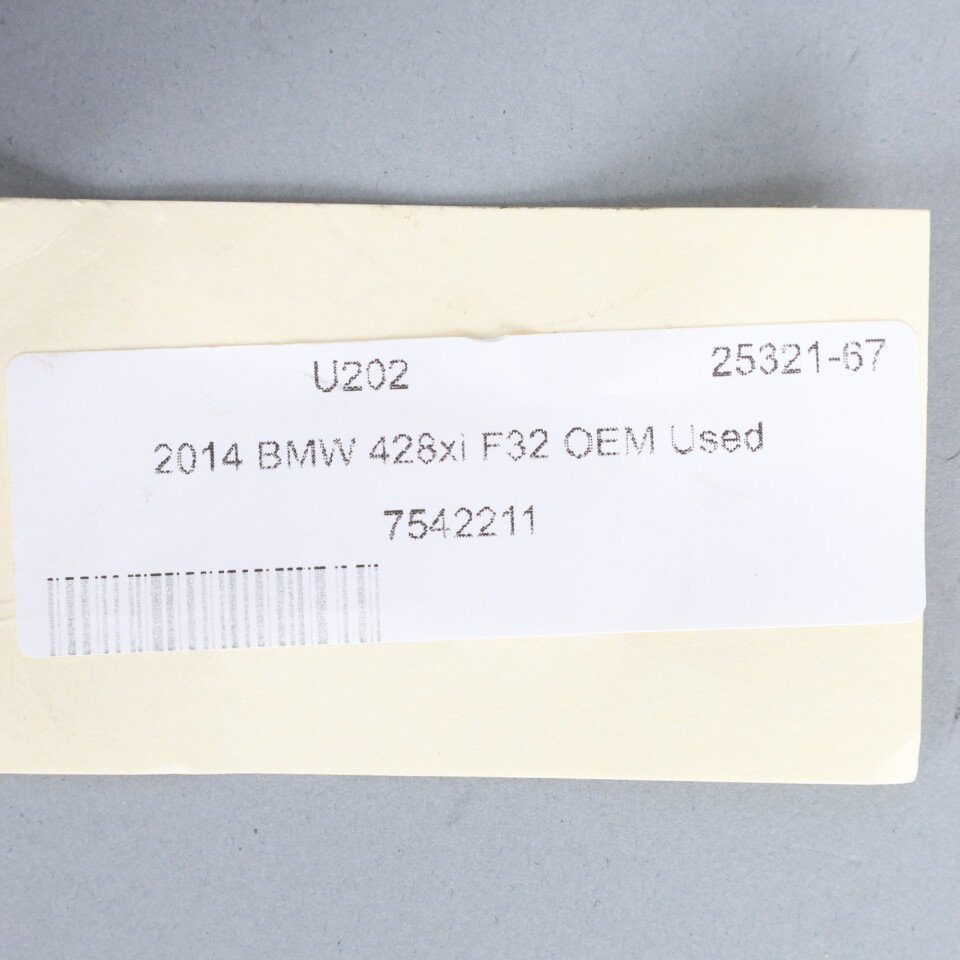 U202 25321-67
2014 BMW 428xi F32 OEM Used
7542211